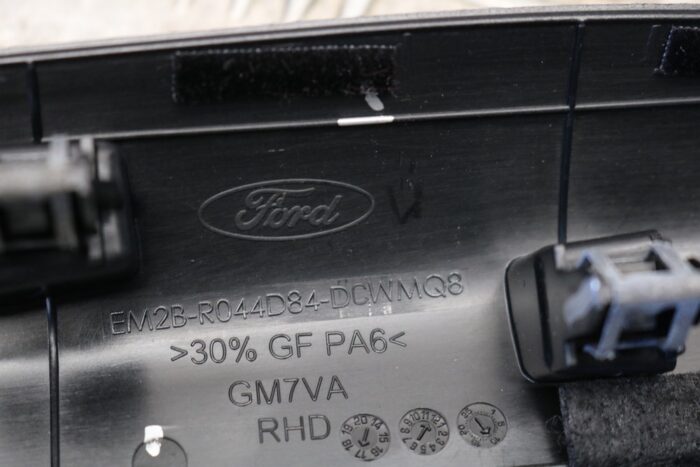 Ford
EM2B-R044D84-DCWMQ8
>30% GF PA6<
GM7VA
RHD